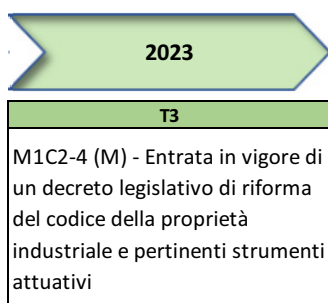 2023
T3
M1C2-4 (M) - Entrata in vigore di
un decreto legislativo di riforma
del codice della proprietà
industriale e pertinenti strumenti
attuativi